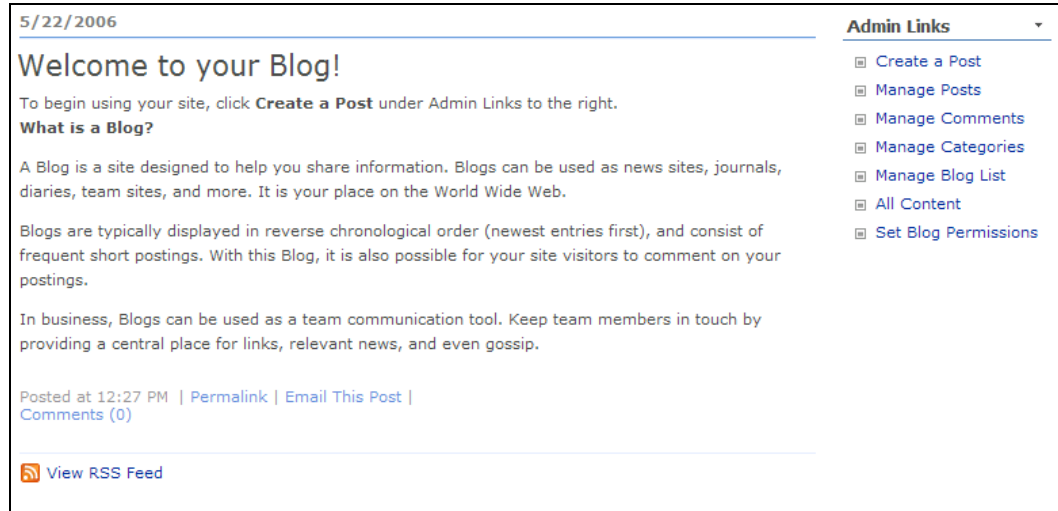 5/22/2006
Welcome to your Blog!
To begin using your site, click Create a Post under Admin Links to the right.
What is a Blog?
A Blog is a site designed to help you share information. Blogs can be used as news sites, journals,
diaries, team sites, and more. It is your place on the World Wide Web.
Blogs are typically displayed in reverse chronological order (newest entries first), and consist of
frequent short postings. With this Blog, it is also possible for your site visitors to comment on your
postings.
In business, Blogs can be used as a team communication tool. Keep team members in touch by
providing a central place for links, relevant news, and even gossip.
Posted at 12:27 PM | Permalink | Email This Post |
Comments (0)
View RSS Feed
Admin Links
Create a Post
Manage Posts
Manage Comments
Manage Categories
Manage Blog List
All Content
Set Blog Permissions